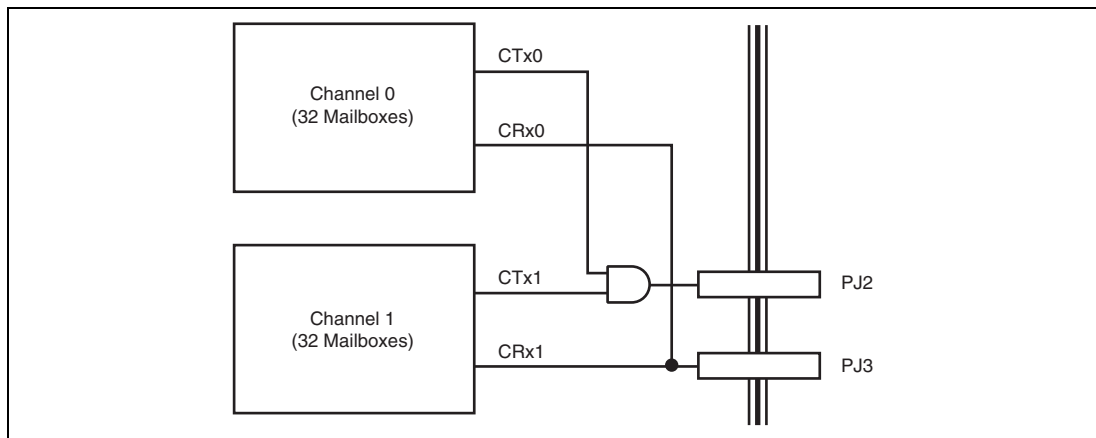 CTx0
Channel 0
(32 Mailboxes)
CRx0
CTx1
PJ2
Channel 1
(32 Mailboxes)
CRx1
PJ3